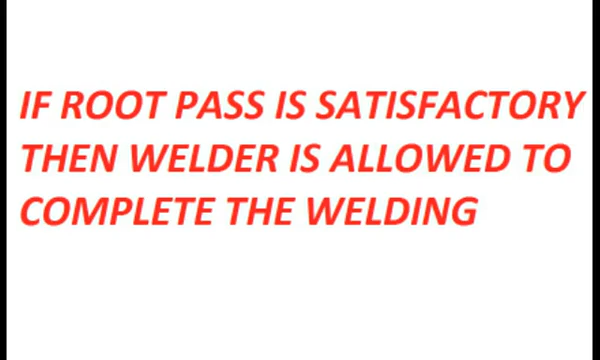 IF ROOT PASS IS SATISFACTORY
THEN WELDER IS ALLOWED TO
COMPLETE THE WELDING